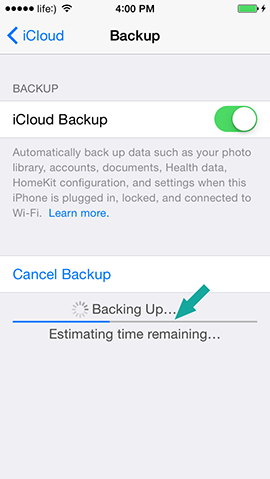 life:) 4:00 PM
iCloud Backup
BACKUP
iCloud Backup
Automatically back up data such as your photo
library, accounts, documents, Health data,
HomeKit configuration, and settings when this
iPhone is plugged in, locked, and connected to
Wi-Fi. Learn more.
Cancel Backup
Backing Up...
Estimating time remaining...